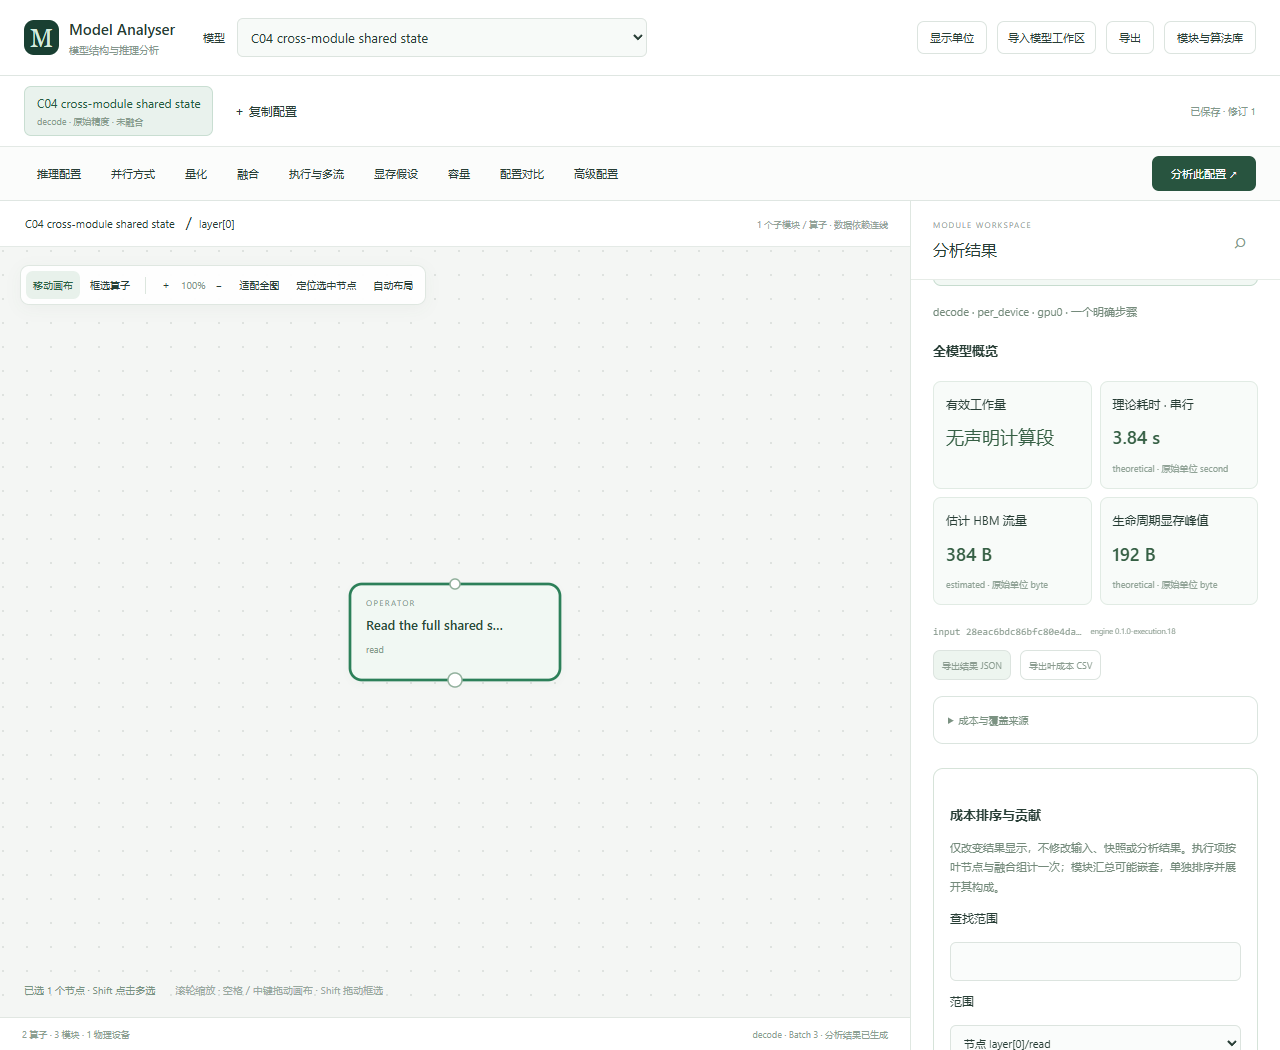 M
Model Analyser
模型结构与推理分析
模型
C04 cross-module shared state
显示单位
导入模型工作区
导出
模块与算法库
C04 cross-module shared state
decode · 原始精度 · 未融合
+ 复制配置
已保存 · 修订 1
推理配置
并行方式
量化
融合
执行与多流
显存假设
容量
配置对比
高级配置
分析此配置 ↗
C04 cross-module shared state / layer[0]
1 个子模块 / 算子 · 数据依赖连线
MODULE WORKSPACE
分析结果
移动画布
框选算子
+ 100% −
适配全图
定位选中节点
自动布局
OPERATOR
Read the full shared s...
read
已选 1 个节点 · Shift 点击多选
滚轮缩放 · 空格 / 中键拖动画布 · Shift 拖动框选
2 算子 · 3 模块 · 1 物理设备
decode · Batch 3 · 分析结果已生成
decode · per_device · gpu0 · 一个明确步骤
全模型概览
有效工作量
无声明计算段
理论耗时 · 串行
3.84 s
theoretical · 原始单位 second
估计 HBM 流量
384 B
estimated · 原始单位 byte
生命周期显存峰值
192 B
theoretical · 原始单位 byte
input 28eac6bdc86bfc80e4da… engine 0.1.0-execution.18
导出结果 JSON
导出叶成本 CSV
▶ 成本与覆盖来源
成本排序与贡献
仅改变结果显示，不修改输入、快照或分析结果。执行项按
叶节点与融合组计一次；模块汇总可能嵌套，单独排序并展
开其构成。
查找范围
范围
节点 layer[0]/read